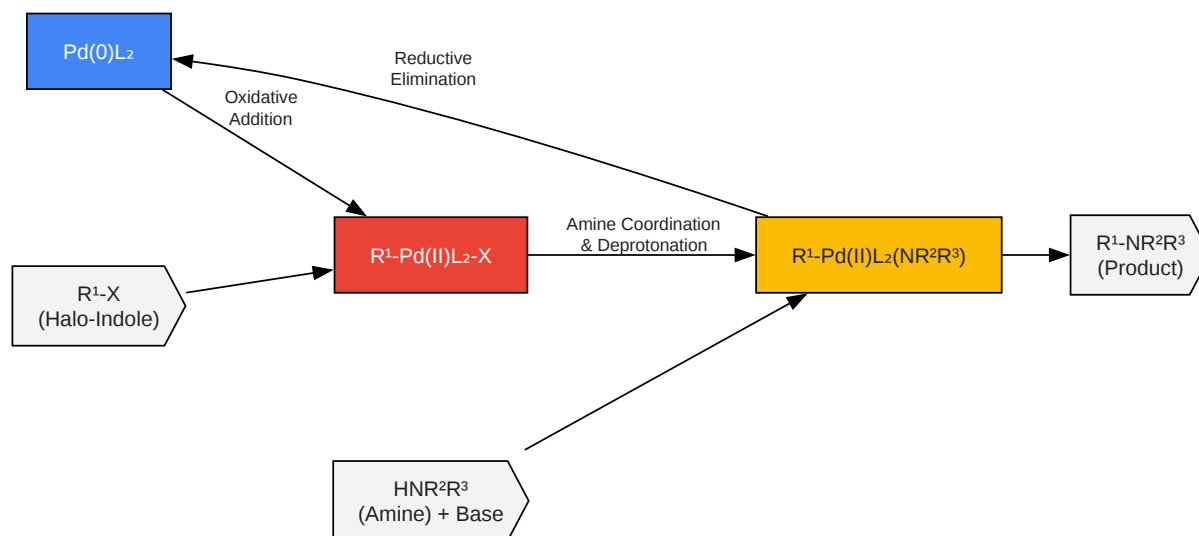 Pd(0)L₂
Reductive
Elimination
Oxidative
Addition
R¹-Pd(II)L₂-X
Amine Coordination
& Deprotonation
R¹-Pd(II)L₂(NR²R³)
R¹-NR²R³
(Product)
R¹-X
(Halo-Indole)
HNR²R³
(Amine) + Base